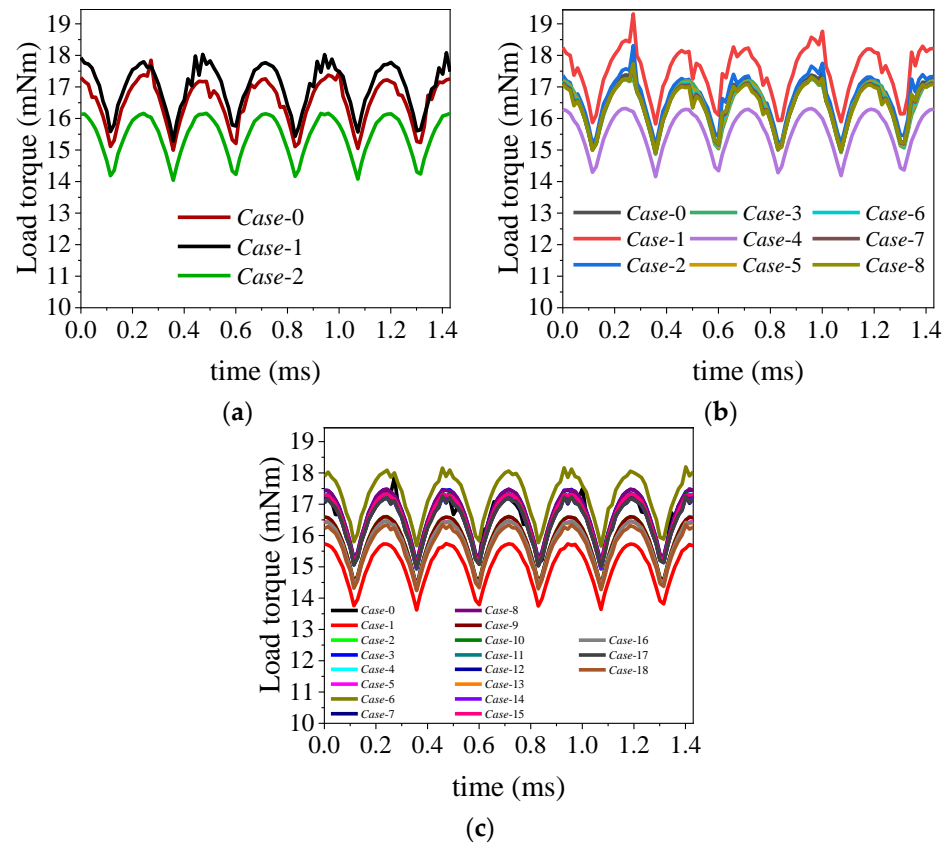 19
18
17
16
15
14
13
12
11
10
Load torque (mNm)
Case-0
Case-1
Case-2
0.0 0.2 0.4 0.6 0.8 1.0 1.2 1.4
time (ms)
(a)
19
18
17
16
15
14
13
12
11
10
Load torque (mNm)
Case-0 Case-3 Case-6
Case-1 Case-4 Case-7
Case-2 Case-5 Case-8
0.0 0.2 0.4 0.6 0.8 1.0 1.2 1.4
time (ms)
(b)
19
18
17
16
15
14
13
12
11
10
Load torque (mNm)
Case-0 Case-8
Case-1 Case-9
Case-2 Case-10 Case-16
Case-3 Case-11 Case-17
Case-4 Case-12 Case-18
Case-5 Case-13
Case-6 Case-14
Case-7 Case-15
0.0 0.2 0.4 0.6 0.8 1.0 1.2 1.4
time (ms)
(c)